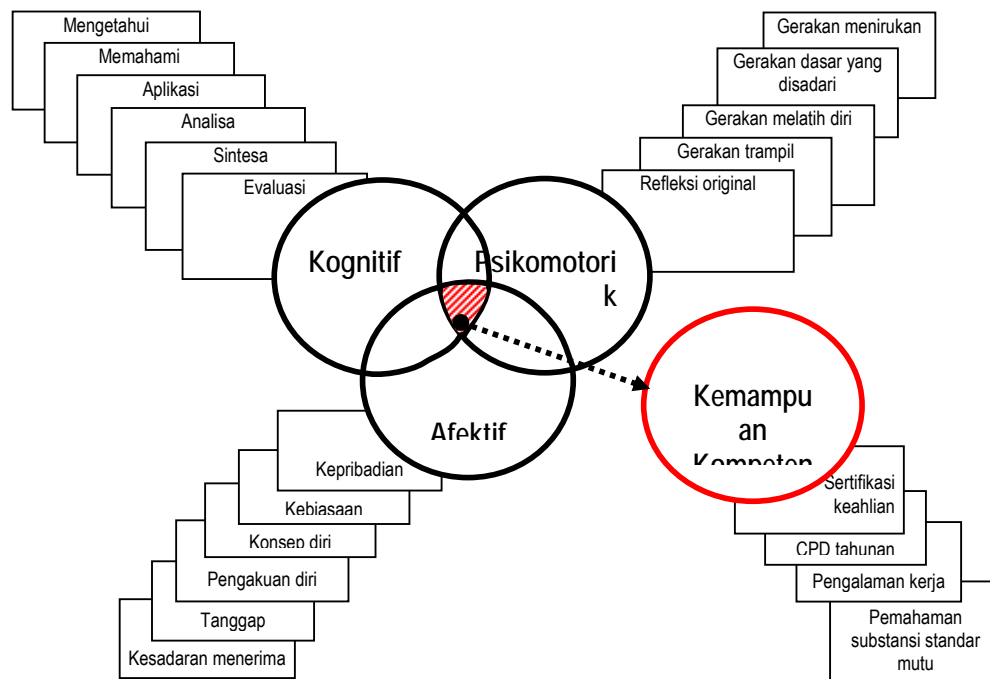 Mengetahui
Memahami
Aplikasi
Analisa
Sintesa
Evaluasi
Gerakan menirukan
Gerakan dasar yang
disadari
Gerakan melatih diri
Gerakan trampil
Refleksi original
Kognitif
Psikomotori
k
Afektif
Kemampu
an
Kompeten
Kepribadian
Kebiasaan
Konsep diri
Pengakuan diri
Tanggap
Kesadaran menerima
Sertifikasi
keahlian
CPD tahunan
Pengalaman kerja
Pemahaman
substansi standar
mutu